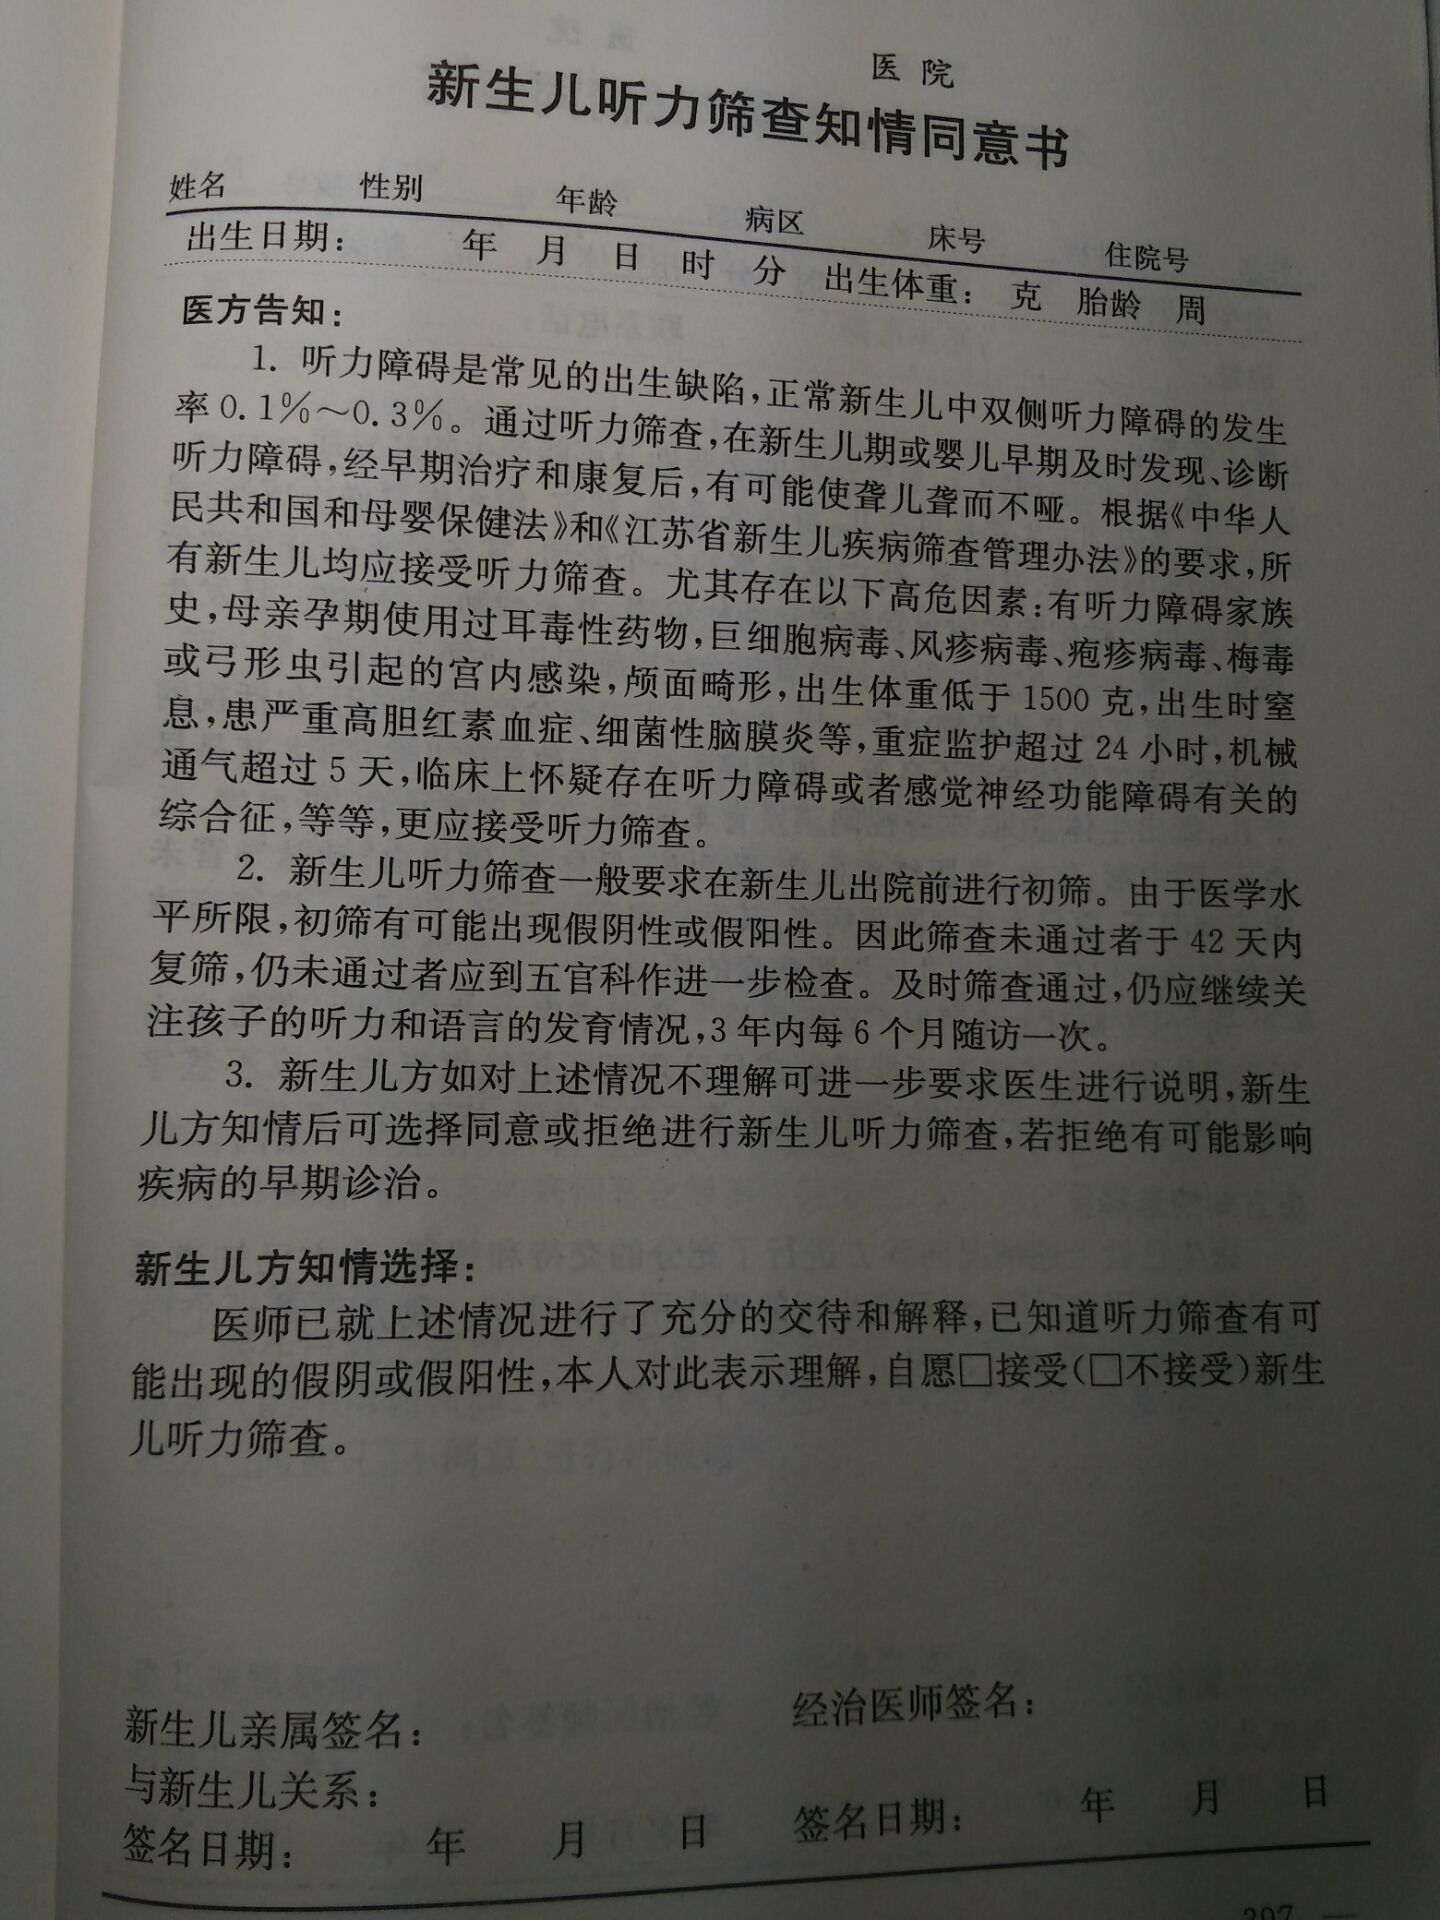 医 院
新生儿听力筛查知情同意书
姓名 性别 年龄 病区 床号 住院号
出生日期： 年 月 日 时 分 出生体重： 克 胎龄 周
医方告知：
1. 听力障碍是常见的出生缺陷，正常新生儿中双侧听力障碍的发生
率0.1%～0.3%。通过听力筛查，在新生儿期或婴儿早期及时发现、诊断
听力障碍，经早期治疗和康复后，有可能使聋儿聋而不哑。根据《中华人
民共和国和母婴保健法》和《江苏省新生儿疾病筛查管理办法》的要求，所
有新生儿均应接受听力筛查。尤其存在以下高危因素：有听力障碍家族
史，母亲孕期使用过耳毒性药物，巨细胞病毒、风疹病毒、疱疹病毒、梅毒
或弓形虫引起的宫内感染，颅面畸形，出生体重低于1500克，出生时窒
息，患严重高胆红素血症、细菌性脑膜炎等，重症监护超过24小时，机械
通气超过5天，临床上怀疑存在听力障碍或者感觉神经功能障碍有关的
综合征，等等，更应接受听力筛查。
2. 新生儿听力筛查一般要求在新生儿出院前进行初筛。由于医学水
平所限，初筛有可能出现假阴性或假阳性。因此筛查未通过者于42天内
复筛，仍未通过者应到五官科作进一步检查。及时筛查通过，仍应继续关
注孩子的听力和语言的发育情况，3年内每6个月随访一次。
3. 新生儿方如对上述情况不理解可进一步要求医生进行说明，新生
儿方知情后可选择同意或拒绝进行新生儿听力筛查，若拒绝有可能影响
疾病的早期诊治。
新生儿方知情选择：
医师已就上述情况进行了充分的交待和解释，已知道听力筛查有可
能出现的假阴或假阳性，本人对此表示理解，自愿□接受（□不接受）新生
儿听力筛查。
新生儿亲属签名： 经治医师签名：
与新生儿关系：
签名日期： 年 月 日 签名日期： 年 月 日